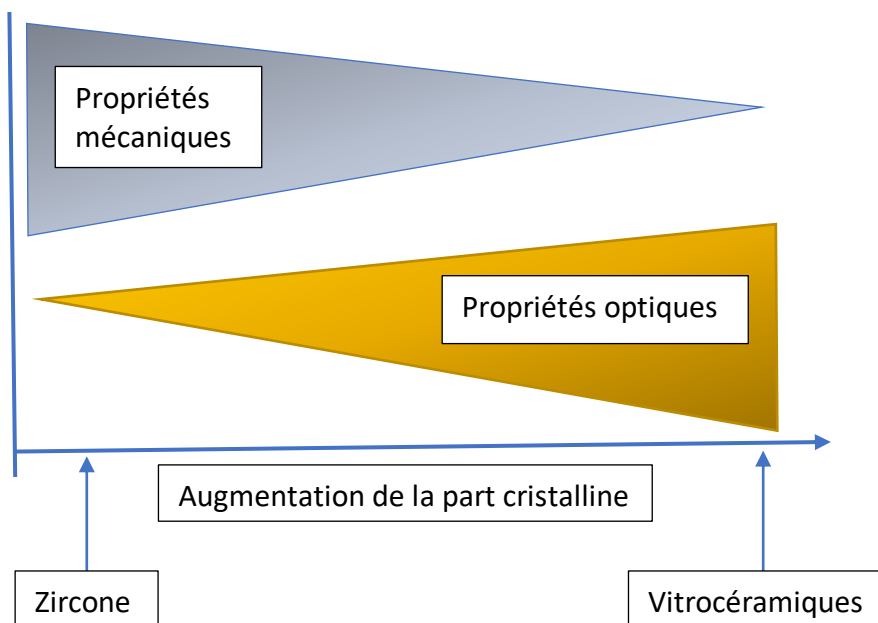 Propriétés
mécaniques
Propriétés optiques
Augmentation de la part cristalline
Zircone
Vitrocéramiques